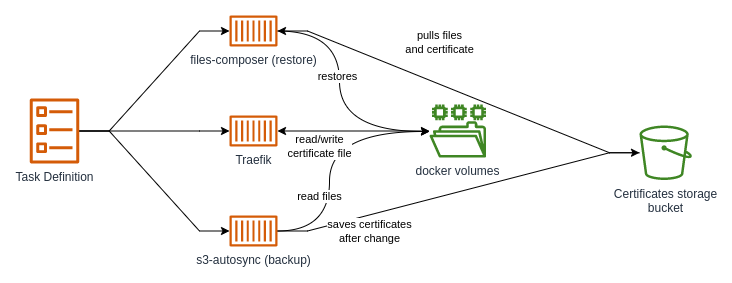 pulls files
and certificate
files-composer (restore)
restores
read/write
certificate file
Traefik
docker volumes
Task Definition
read files
Certificates storage
bucket
saves certificates
after change
s3-autosync (backup)